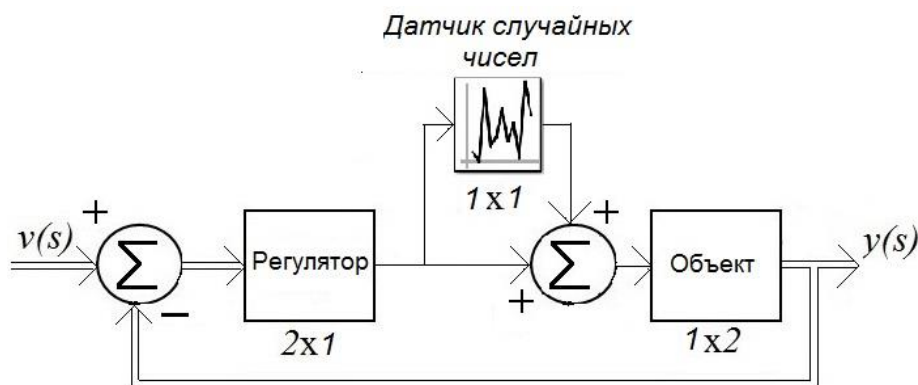 Датчик случайных
чисел
1x1
+
v(s)
Σ
Регулятор
2x1
−
+
+
Σ
Объект
1x2
y(s)